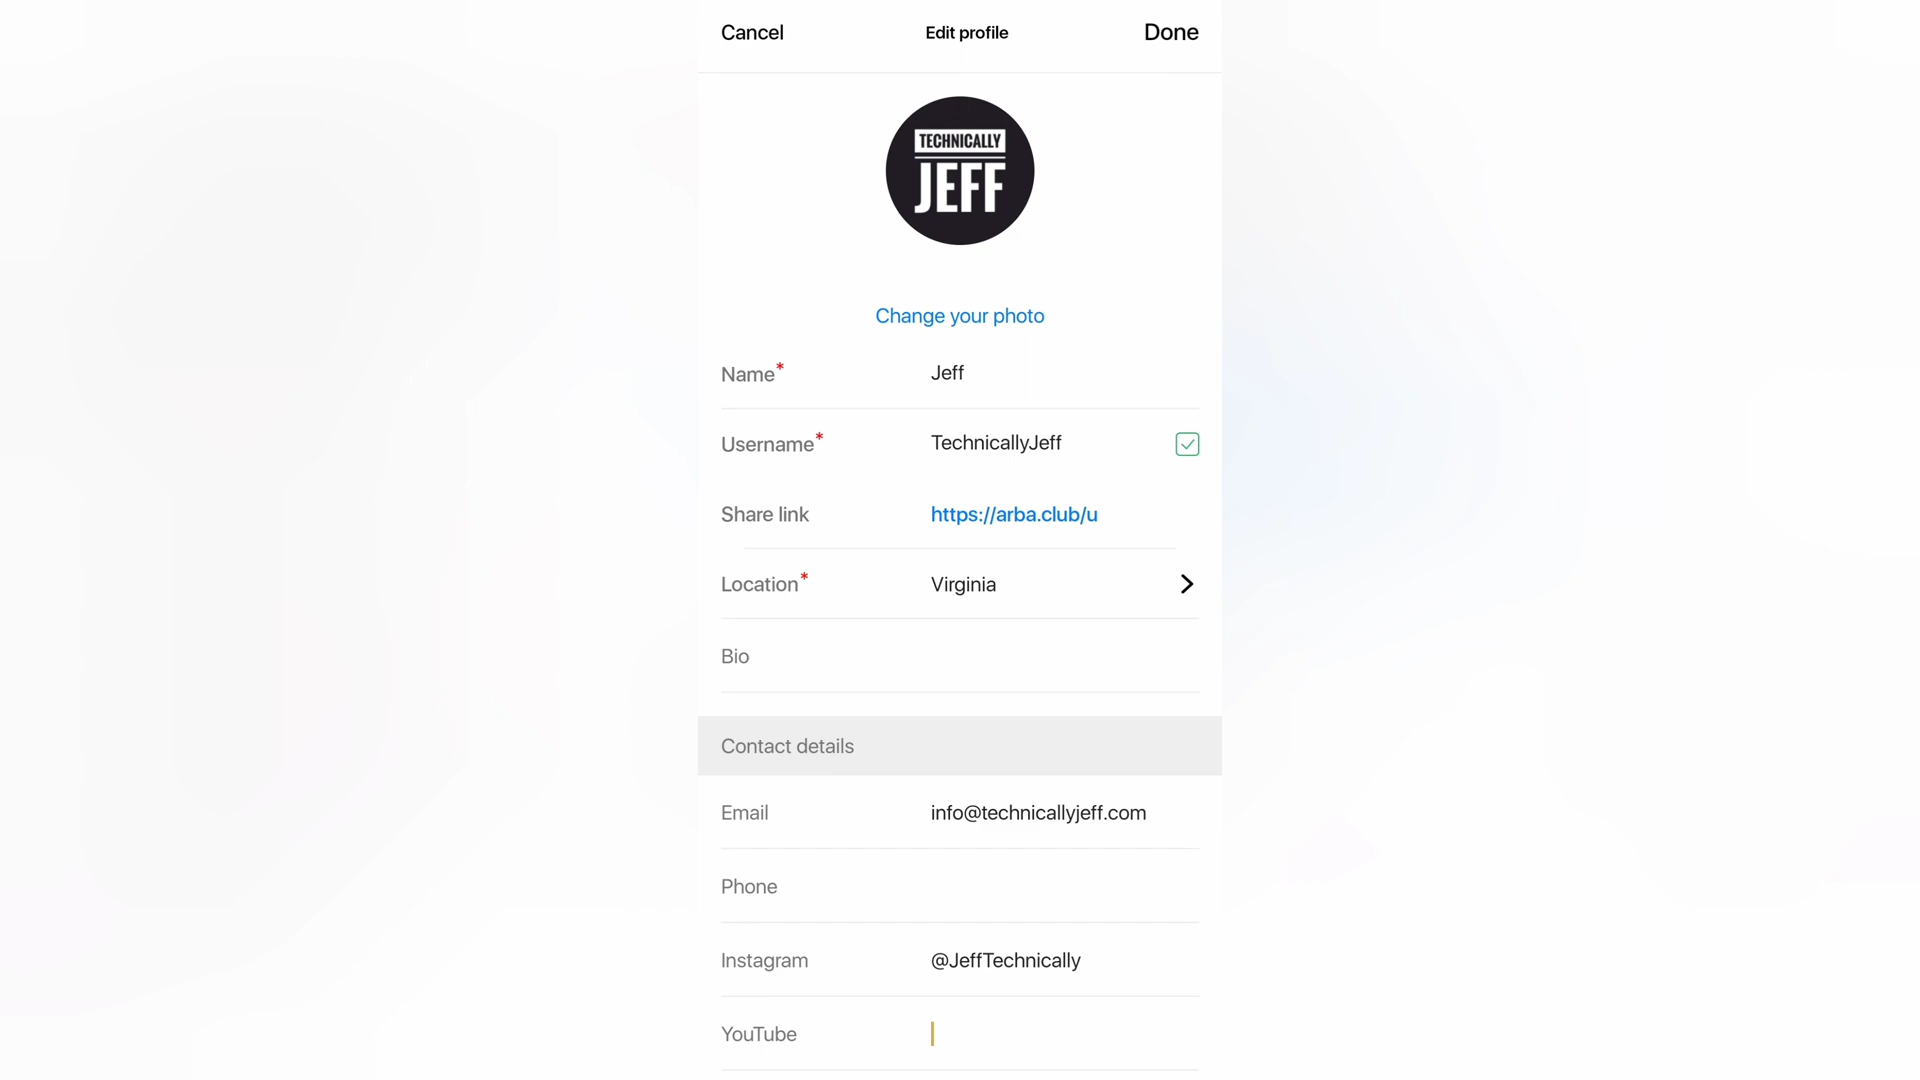 Cancel Edit profile Done
TECHNICALLY
JEFF
Change your photo
Name* Jeff
Username* TechnicallyJeff
Share link https://arba.club/u
Location* Virginia
Bio
Contact details
Email info@technicallyjeff.com
Phone
Instagram @JeffTechnically
YouTube